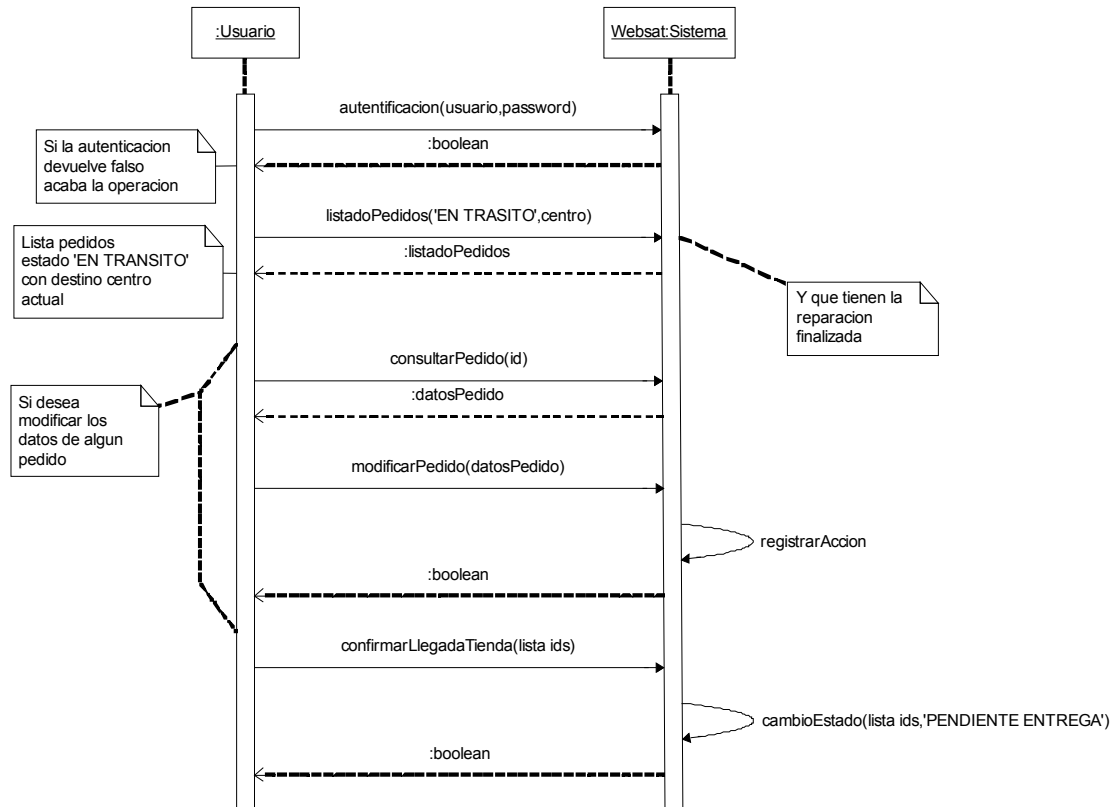 :Usuario
Websat:Sistema
autentificacion(usuario,password)
:boolean
Si la autenticacion
devuelve falso
acaba la operacion
listadoPedidos('EN TRASITO',centro)
:listadoPedidos
Lista pedidos
estado 'EN TRANSITO'
con destino centro
actual
Y que tienen la
reparacion
finalizada
consultarPedido(id)
:datosPedido
Si desea
modificar los
datos de algun
pedido
modificarPedido(datosPedido)
registrarAccion
:boolean
confirmarLlegadaTienda(lista ids)
cambioEstado(lista ids,'PENDIENTE ENTREGA')
:boolean